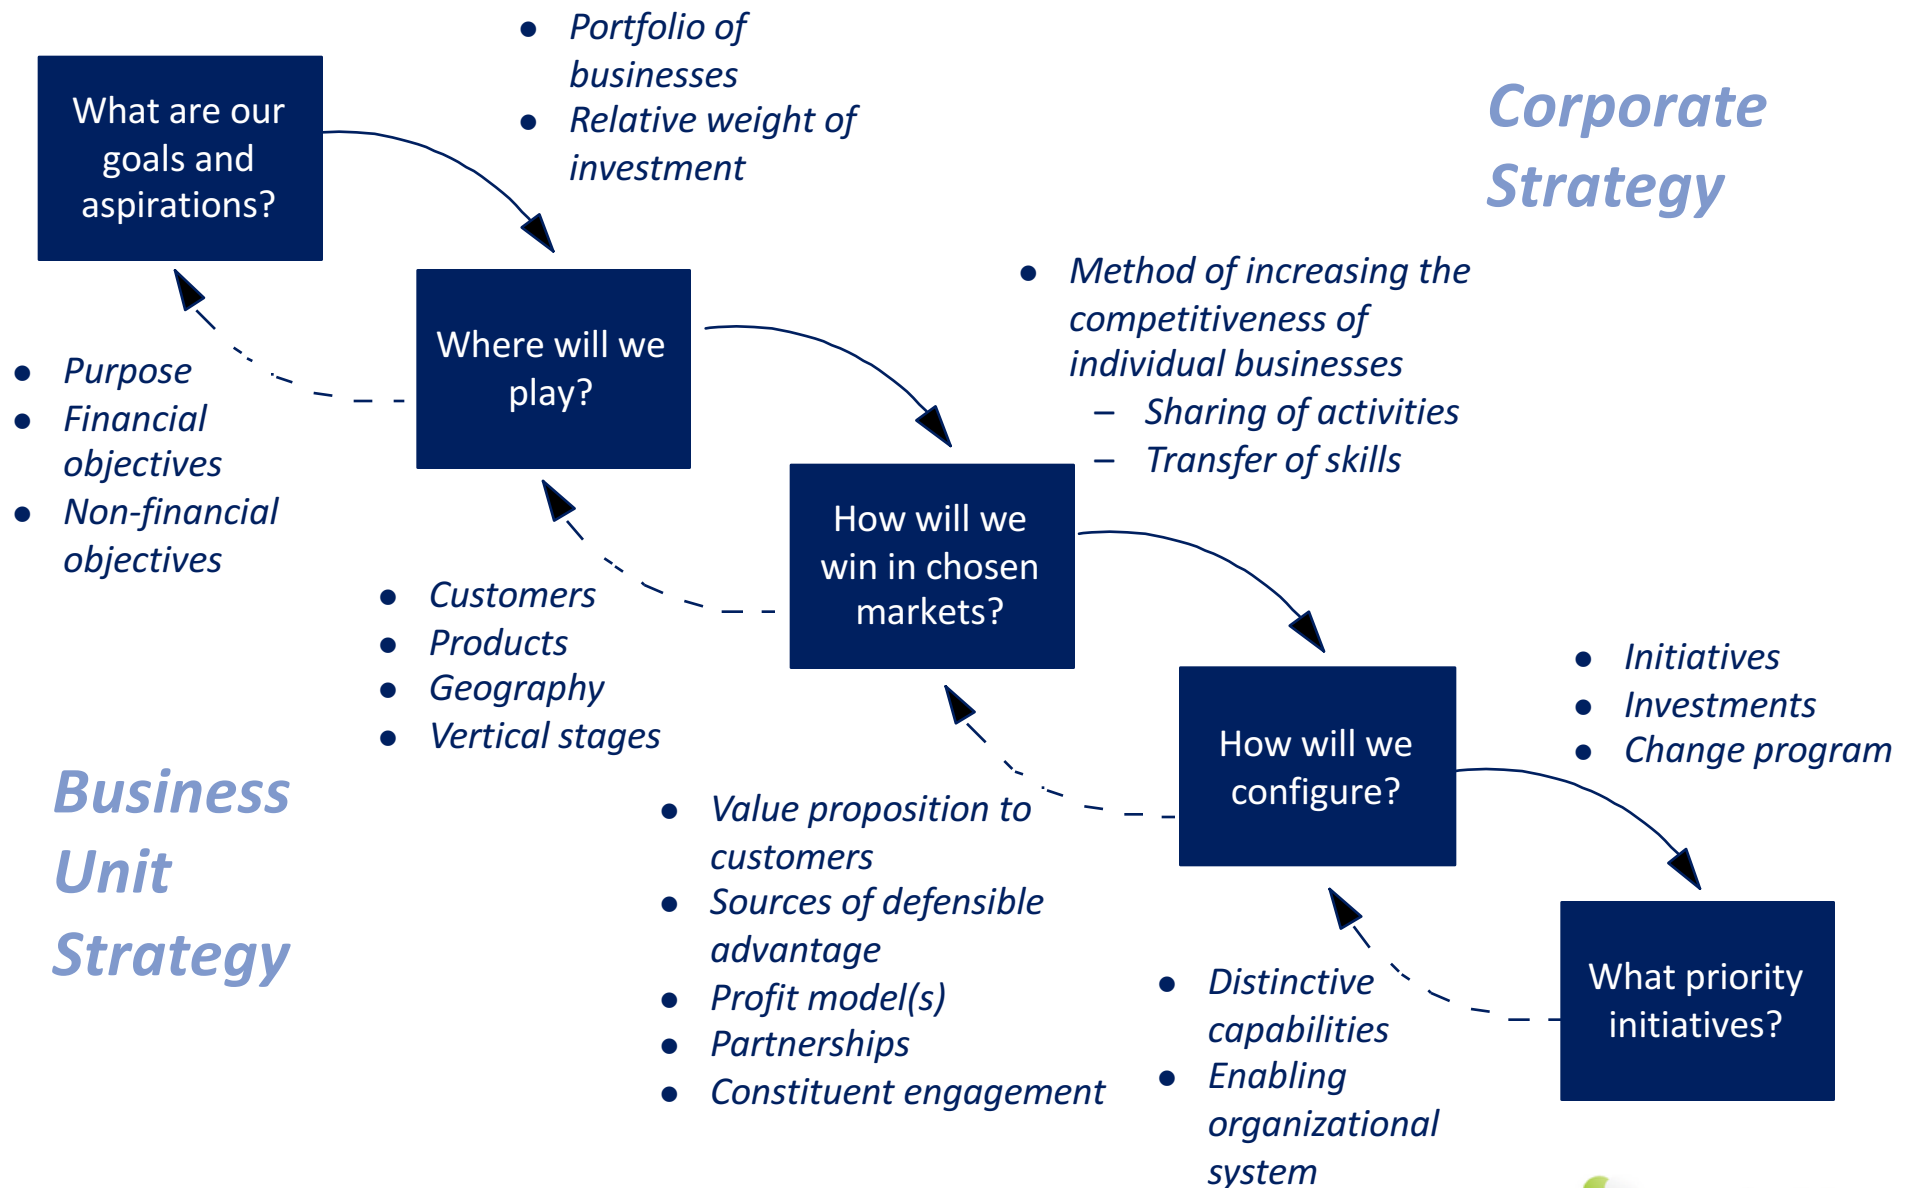 ● Portfolio of
businesses
● Relative weight of
investment
What are our
goals and
aspirations?
Corporate
Strategy
● Purpose
● Financial
objectives
● Non-financial
objectives
Where will we
play?
● Method of increasing the
competitiveness of
individual businesses
– Sharing of activities
– Transfer of skills
● Customers
● Products
● Geography
● Vertical stages
How will we
win in chosen
markets?
Business
Unit
Strategy
● Value proposition to
customers
● Sources of defensible
advantage
● Profit model(s)
● Partnerships
● Constituent engagement
How will we
configure?
● Initiatives
● Investments
● Change program
● Distinctive
capabilities
● Enabling
organizational
system
What priority
initiatives?